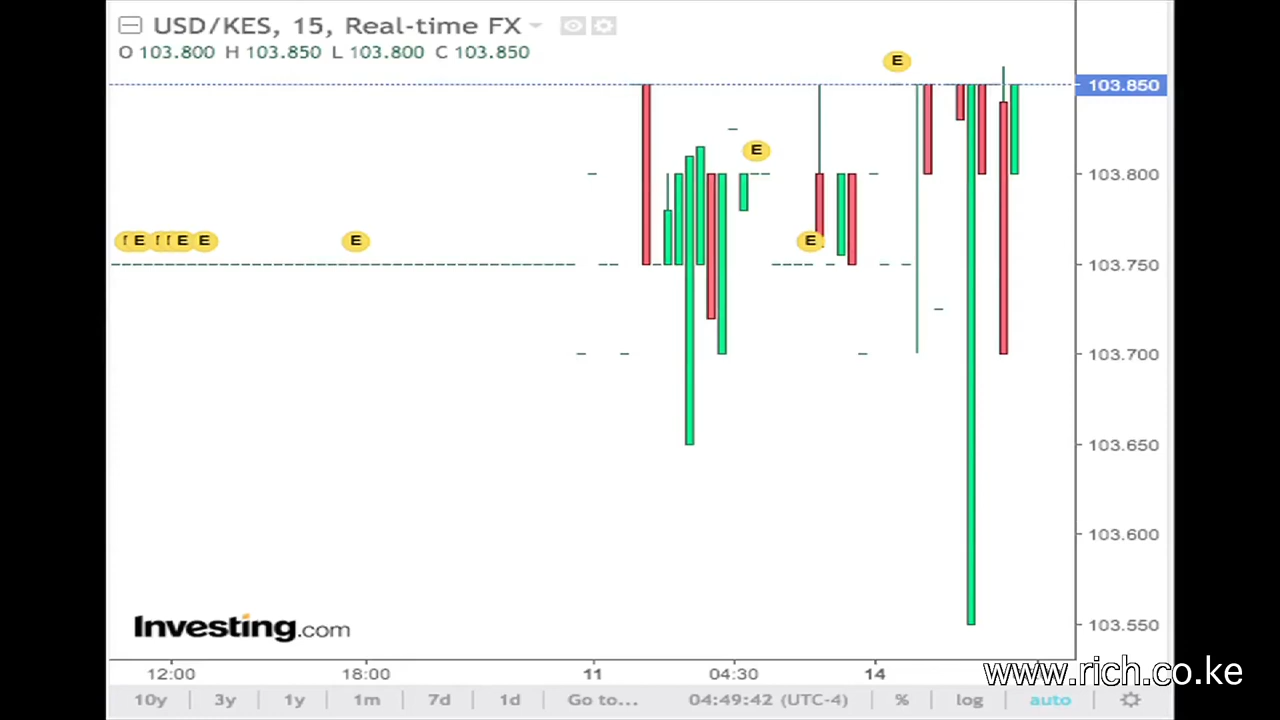 USD/KES, 15, Real-time FX
O 103.800 H 103.850 L 103.800 C 103.850
E
103.850
E
103.800
E E E E E
103.750
103.700
103.650
103.600
Investing.com
103.550
12:00 18:00 11 04:30 14
www.rich.co.ke
10y 3y 1y 1m 7d 1d Go to... 04:49:42 (UTC-4) % log auto